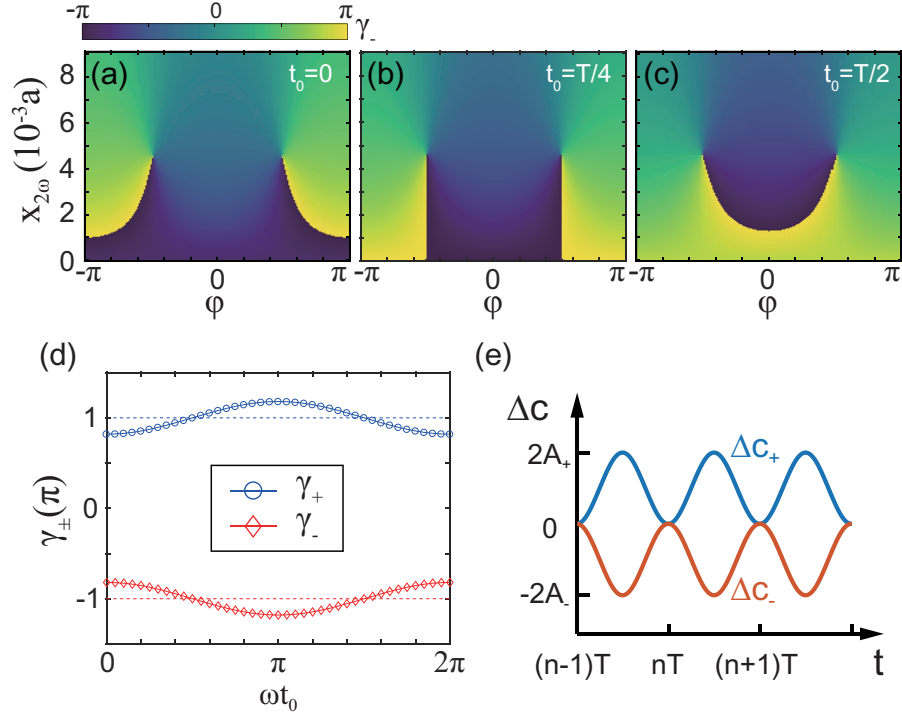 -π 0 π γ₋
(a) t₀=0 (b) t₀=T/4 (c) t₀=T/2
x₂ω (10⁻³a)
8
6
4
2
0
-π 0 π -π 0 π -π 0 π
φ φ φ
(d) (e)
γ±(π)
1
0
-1
γ₊
γ₋
0 π 2π
ωt₀
Δc
2A₊ Δc₊
0
-2A₋ Δc₋
(n-1)T nT (n+1)T t